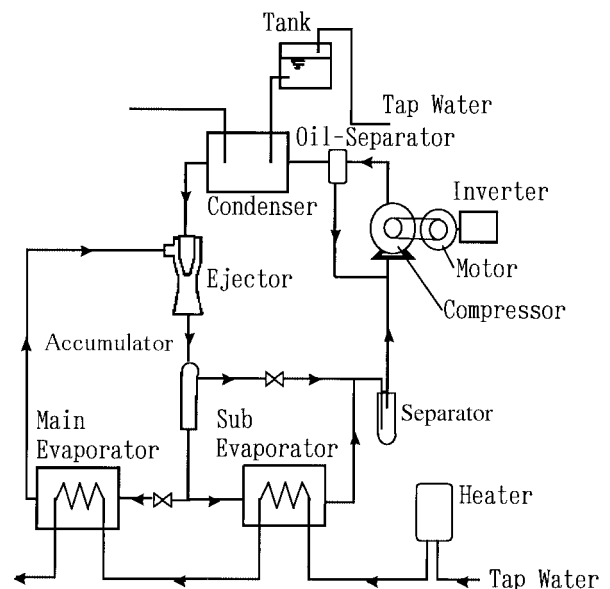 Tank
Tap Water
Oil-Separator
Inverter
Condenser
Motor
Ejector
Compressor
Accumulator
Main
Evaporator
Sub
Evaporator
Separator
Heater
Tap Water